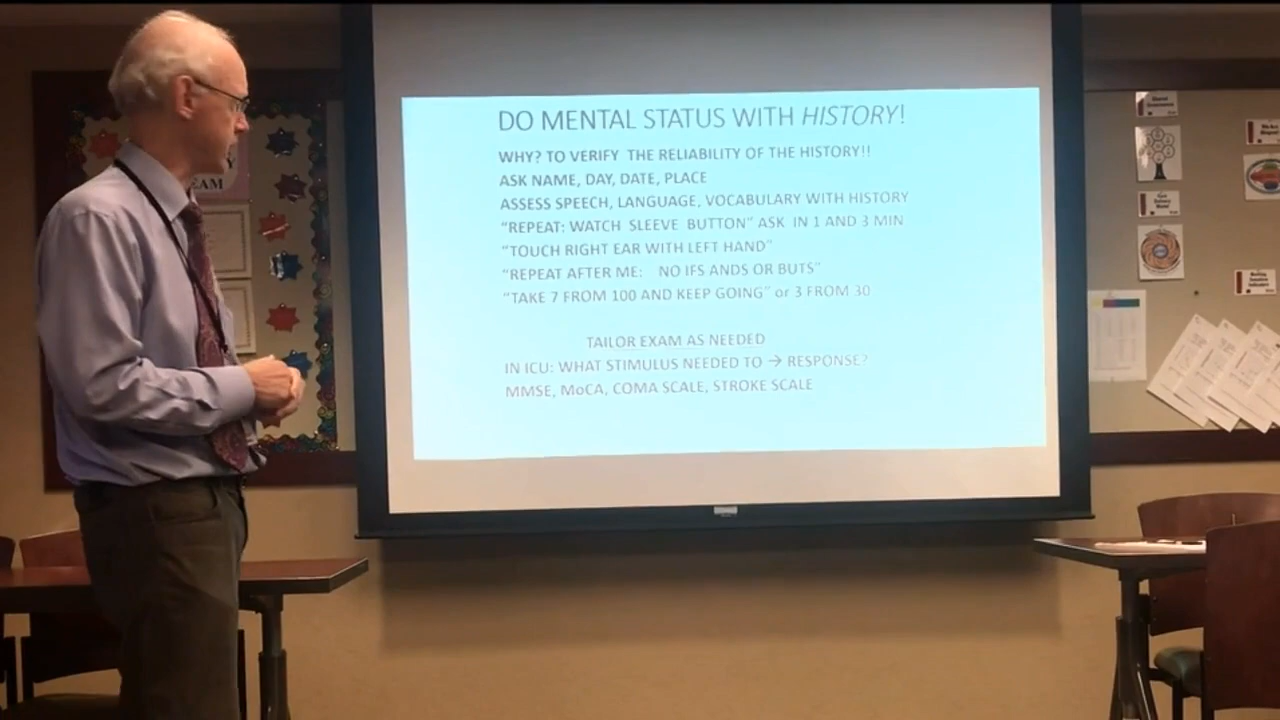 DO MENTAL STATUS WITH HISTORY!
WHY? TO VERIFY THE RELIABILITY OF THE HISTORY!!
ASK NAME, DAY, DATE, PLACE
ASSESS SPEECH, LANGUAGE, VOCABULARY WITH HISTORY
“REPEAT: WATCH SLEEVE BUTTON” ASK IN 1 AND 3 MIN
“TOUCH RIGHT EAR WITH LEFT HAND”
“REPEAT AFTER ME: NO IFS ANDS OR BUTS”
“TAKE 7 FROM 100 AND KEEP GOING” or 3 FROM 30
TAILOR EXAM AS NEEDED
IN ICU: WHAT STIMULUS NEEDED TO → RESPONSE?
MMSE, MoCA, COMA SCALE, STROKE SCALE
EAM
Shared
Governance